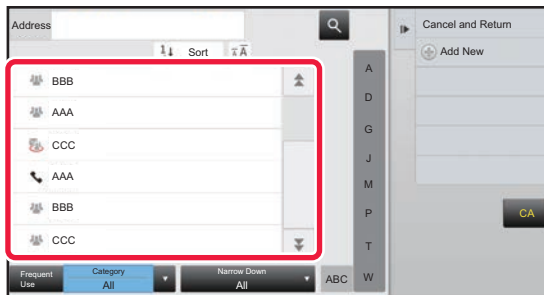 Address
Cancel and Return
Sort
Add New
BBB
AAA
CCC
AAA
BBB
CCC
A
D
G
J
M
P
T
W
CA
Frequent
Use
Category
All
Narrow Down
All
ABC